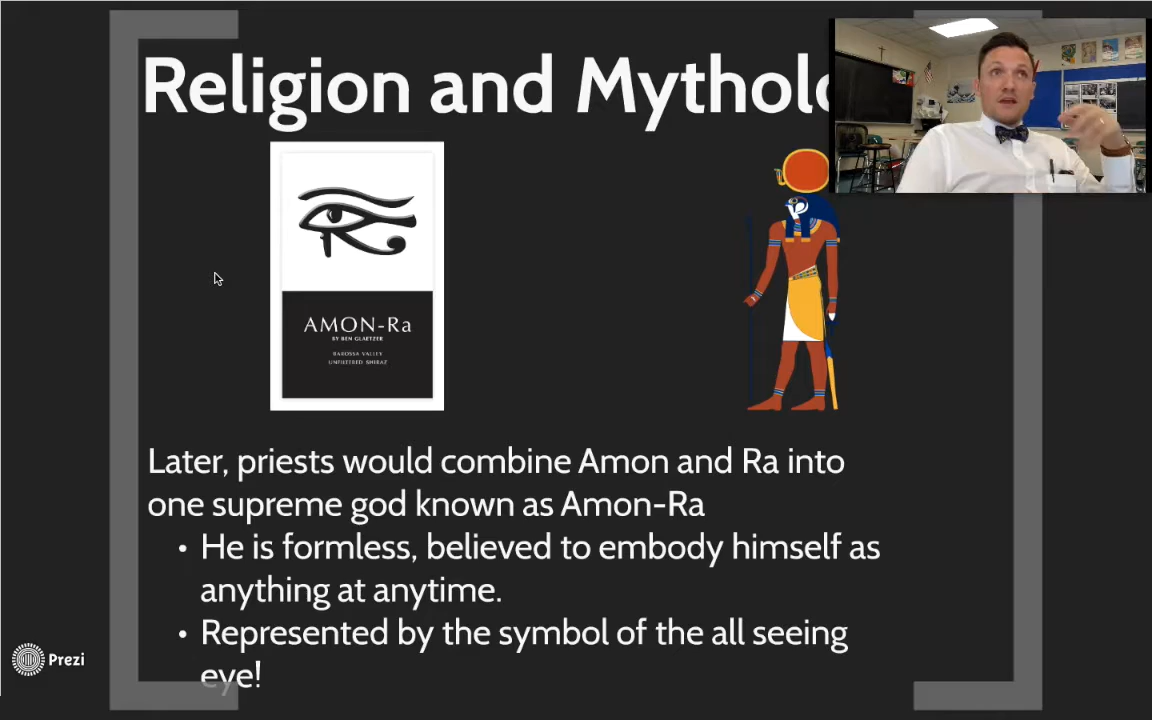 Religion and Mytholo
AMON-Ra
BY BEN GLAETZER
BAROSSA VALLEY
UNFILTERED SHIRAZ
Later, priests would combine Amon and Ra into
one supreme god known as Amon-Ra
• He is formless, believed to embody himself as
anything at anytime.
• Represented by the symbol of the all seeing
eye!
Prezi